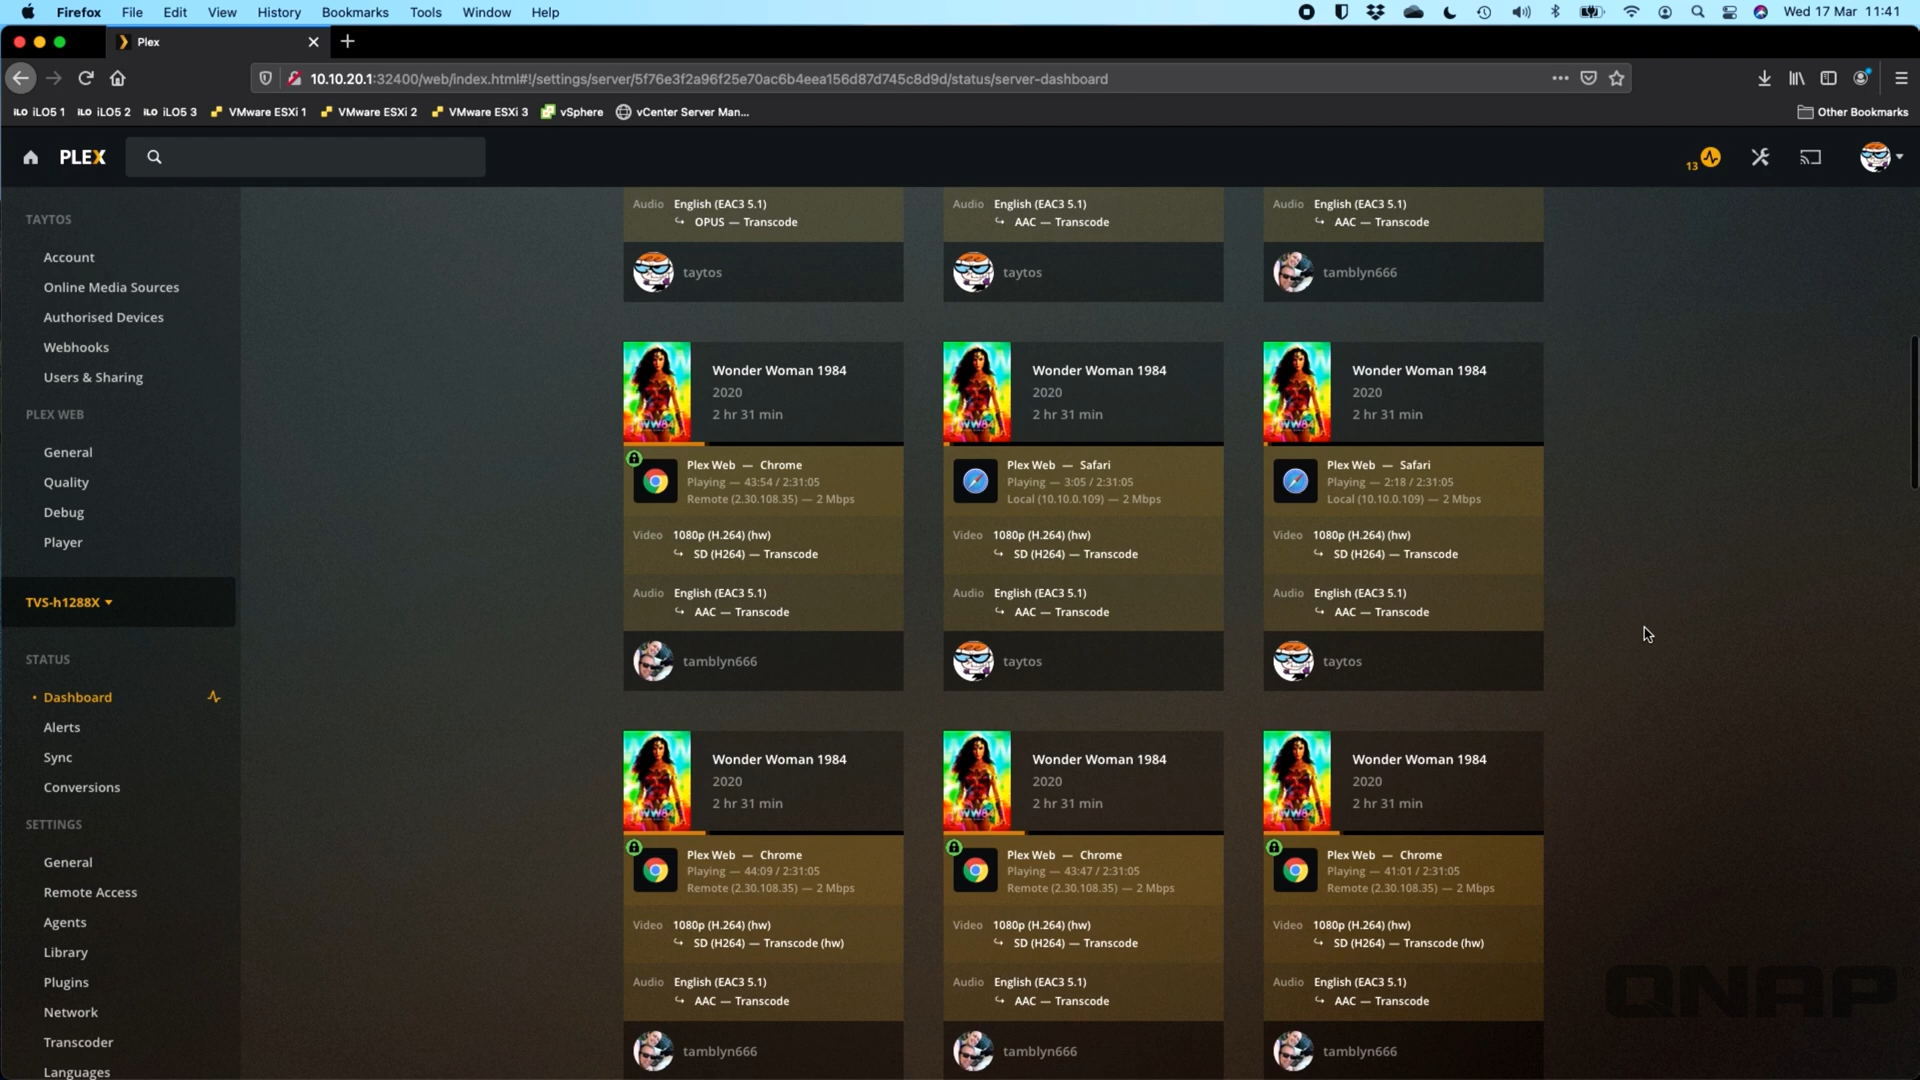 Firefox File Edit View History Bookmarks Tools Window Help Wed 17 Mar 11:41
Plex
10.10.20.1:32400/web/index.html#!/settings/server/5f76e3f2a96f25e70ac6b4eea156d87d745c8d9d/status/server-dashboard
iLO iLO5 1 iLO iLO5 2 iLO iLO5 3 VMware ESXi 1 VMware ESXi 2 VMware ESXi 3 vSphere vCenter Server Man... Other Bookmarks
PLEX 13
TAYTOS
Account
Online Media Sources
Authorised Devices
Webhooks
Users & Sharing
PLEX WEB
General
Quality
Debug
Player
TVS-h1288X
STATUS
Dashboard
Alerts
Sync
Conversions
SETTINGS
General
Remote Access
Agents
Library
Plugins
Network
Transcoder
Languages
Audio English (EAC3 5.1)
OPUS — Transcode
taytos
Audio English (EAC3 5.1)
AAC — Transcode
taytos
Audio English (EAC3 5.1)
AAC — Transcode
tamblyn666
Wonder Woman 1984
2020
2 hr 31 min
WW84
Plex Web — Chrome
Playing — 43:54 / 2:31:05
Remote (2.30.108.35) — 2 Mbps
Video 1080p (H.264) (hw)
SD (H264) — Transcode
Audio English (EAC3 5.1)
AAC — Transcode
tamblyn666
Wonder Woman 1984
2020
2 hr 31 min
WW84
Plex Web — Safari
Playing — 3:05 / 2:31:05
Local (10.10.0.109) — 2 Mbps
Video 1080p (H.264) (hw)
SD (H264) — Transcode
Audio English (EAC3 5.1)
AAC — Transcode
taytos
Wonder Woman 1984
2020
2 hr 31 min
WW84
Plex Web — Safari
Playing — 2:18 / 2:31:05
Local (10.10.0.109) — 2 Mbps
Video 1080p (H.264) (hw)
SD (H264) — Transcode
Audio English (EAC3 5.1)
AAC — Transcode
taytos
Wonder Woman 1984
2020
2 hr 31 min
WW84
Plex Web — Chrome
Playing — 44:09 / 2:31:05
Remote (2.30.108.35) — 2 Mbps
Video 1080p (H.264) (hw)
SD (H264) — Transcode (hw)
Audio English (EAC3 5.1)
AAC — Transcode
tamblyn666
Wonder Woman 1984
2020
2 hr 31 min
WW84
Plex Web — Chrome
Playing — 43:47 / 2:31:05
Remote (2.30.108.35) — 2 Mbps
Video 1080p (H.264) (hw)
SD (H264) — Transcode
Audio English (EAC3 5.1)
AAC — Transcode
tamblyn666
Wonder Woman 1984
2020
2 hr 31 min
WW84
Plex Web — Chrome
Playing — 41:01 / 2:31:05
Remote (2.30.108.35) — 2 Mbps
Video 1080p (H.264) (hw)
SD (H264) — Transcode (hw)
Audio English (EAC3 5.1)
AAC — Transcode
tamblyn666
QNAP